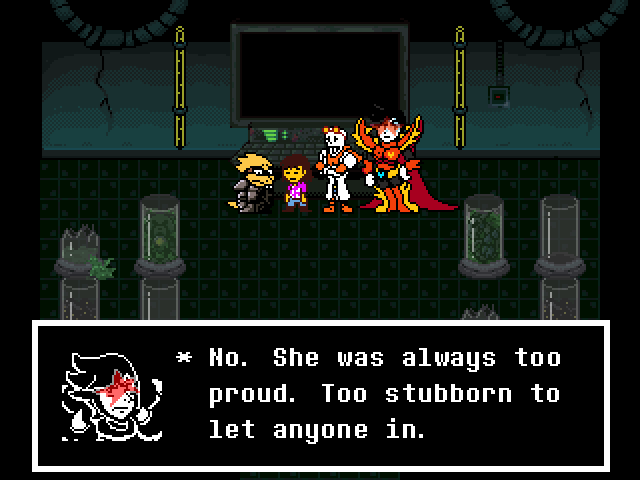 * No. She was always too
proud. Too stubborn to
let anyone in.